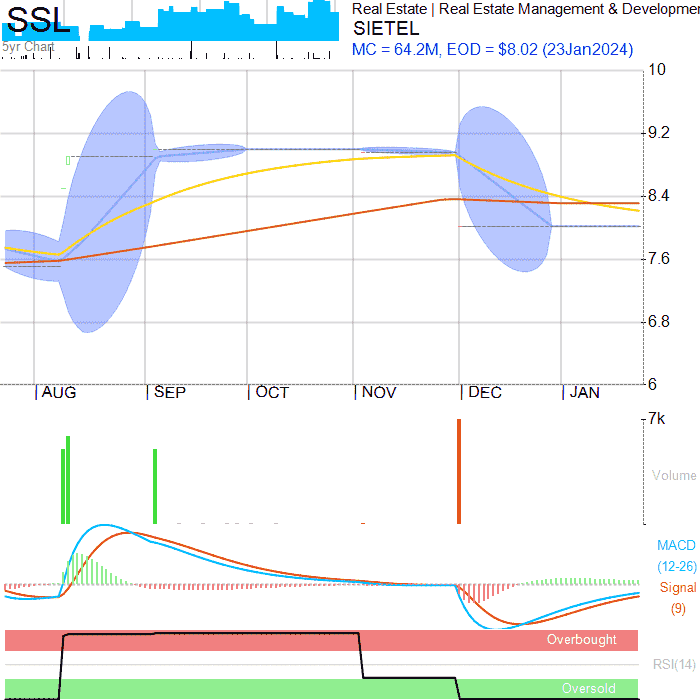 SSL
Real Estate | Real Estate Management & Developmen
SIETEL
5yr Chart
MC = 64.2M, EOD = $8.02 (23Jan2024)
10
9.2
8.4
7.6
6.8
6
|AUG |SEP |OCT |NOV |DEC |JAN
7k
Volume
MACD
(12-26)
Signal
(9)
Overbought
RSI(14)
Oversold